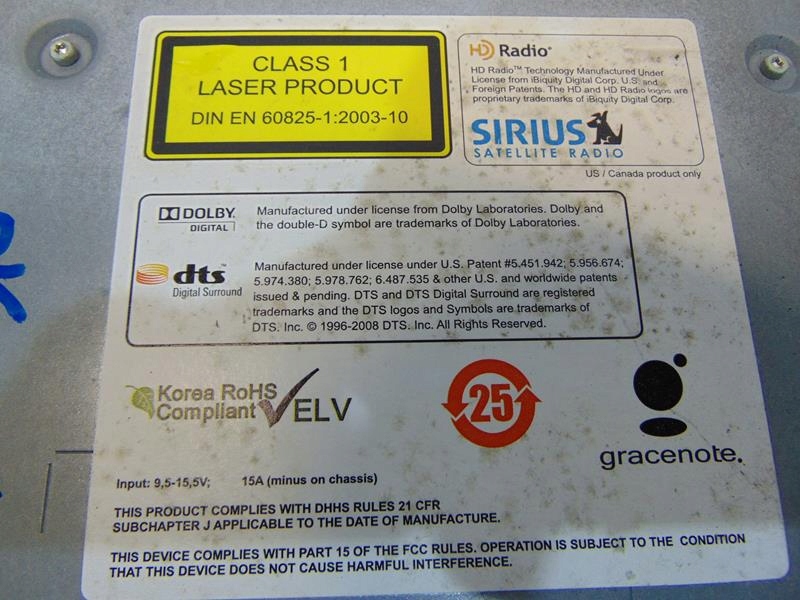 CLASS 1
LASER PRODUCT
DIN EN 60825-1:2003-10
HD Radio®
HD Radio™ Technology Manufactured Under
License from iBiquity Digital Corp. U.S. and
Foreign Patents. The HD and HD Radio logos are
proprietary trademarks of iBiquity Digital Corp.
SIRIUS
SATELLITE RADIO
US / Canada product only
DOLBY
DIGITAL
Manufactured under license from Dolby Laboratories. Dolby and
the double-D symbol are trademarks of Dolby Laboratories.
dts™
Digital Surround
Manufactured under license under U.S. Patent #5.451.942; 5.956.674;
5.974.380; 5.978.762; 6.487.535 & other U.S. and worldwide patents
issued & pending. DTS and DTS Digital Surround are registered
trademarks and the DTS logos and Symbols are trademarks of
DTS. Inc. © 1996-2008 DTS. Inc. All Rights Reserved.
Korea RoHS
Compliant
ELV
25
gracenote.
Input: 9,5-15,5V; 15A (minus on chassis)
THIS PRODUCT COMPLIES WITH DHHS RULES 21 CFR
SUBCHAPTER J APPLICABLE TO THE DATE OF MANUFACTURE.
THIS DEVICE COMPLIES WITH PART 15 OF THE FCC RULES. OPERATION IS SUBJECT TO THE CONDITION
THAT THIS DEVICE DOES NOT CAUSE HARMFUL INTERFERENCE.